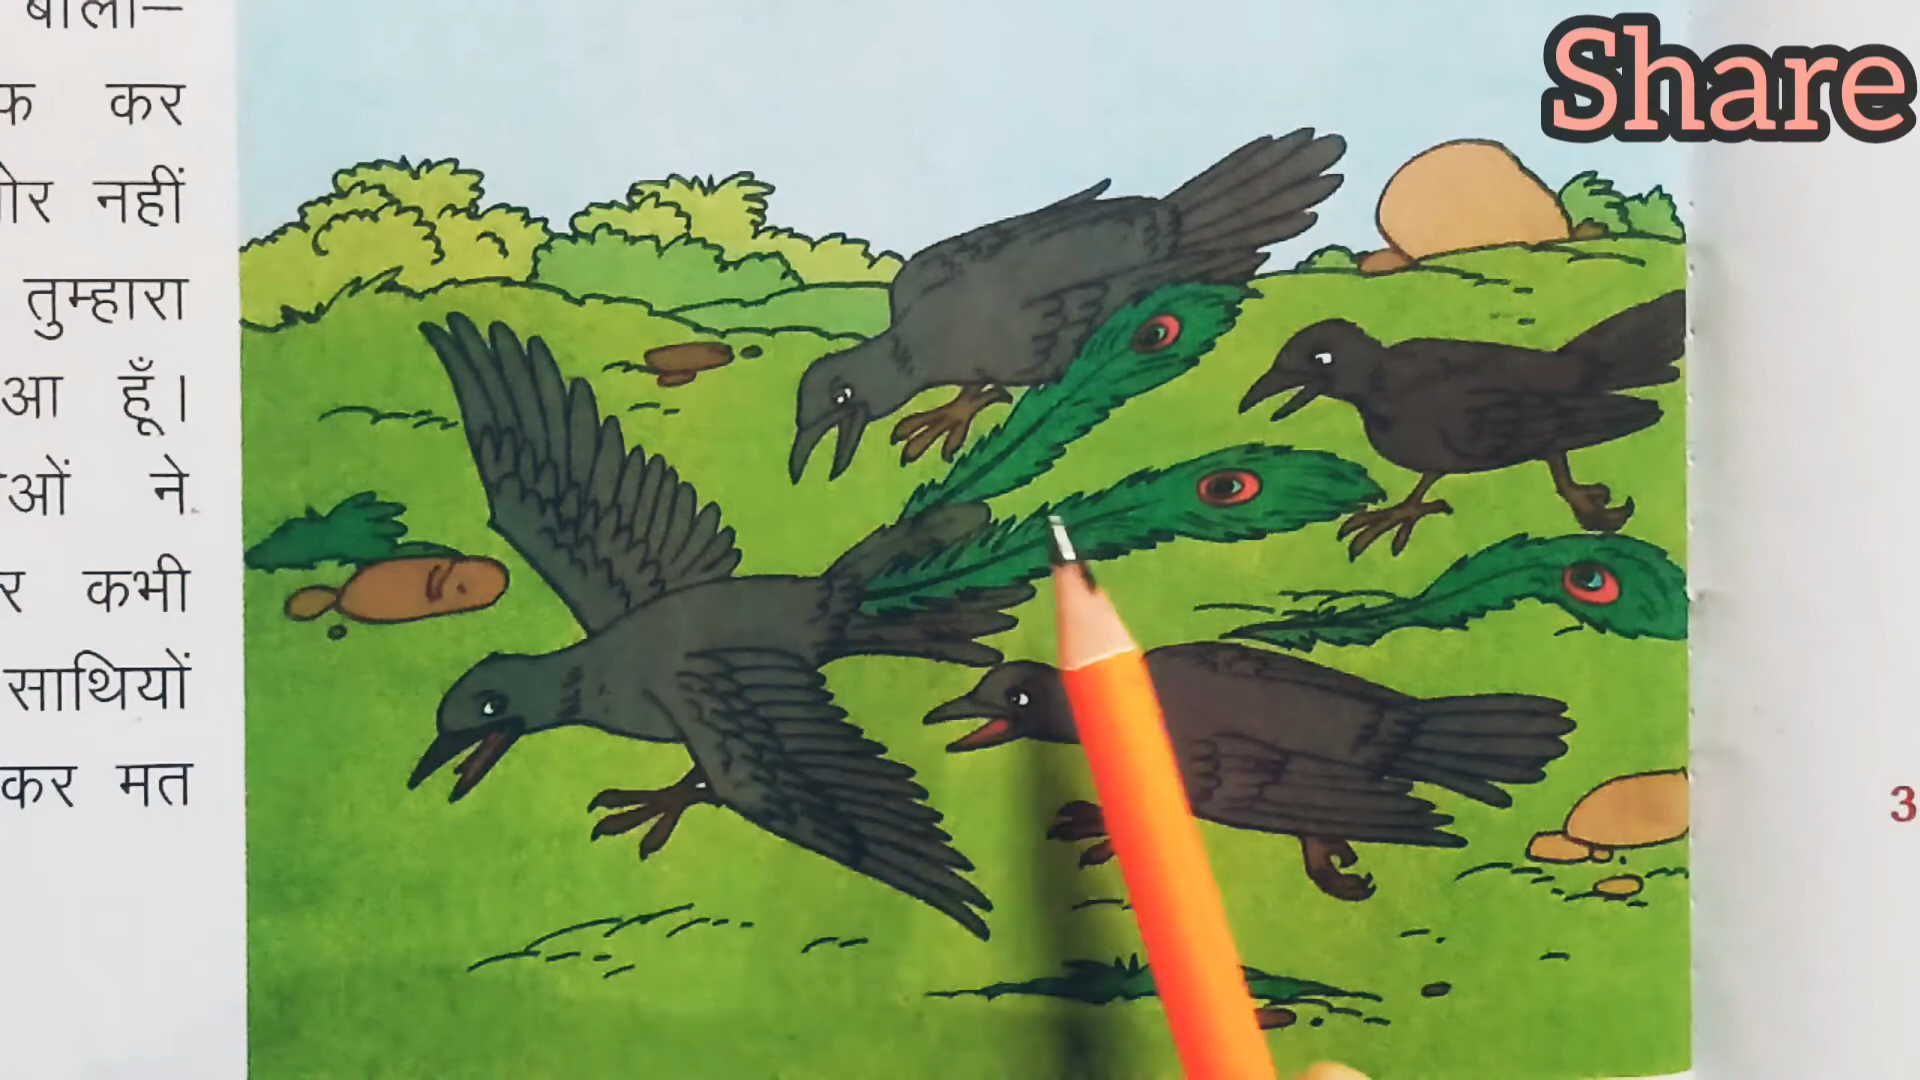 कर
नहीं
तुम्हारा
हूँ।
ने
कभी
साथियों
कर मत
Share
3